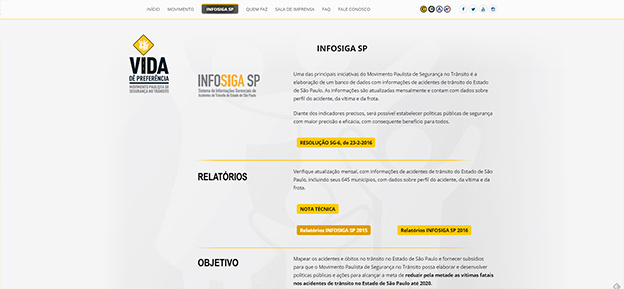 INÍCIO MOVIMENTO INFOSIGA SP QUEM FAZ SALA DE IMPRENSA FAQ FALE CONOSCO
VIDA
DÊ PREFERÊNCIA
MOVIMENTO PAULISTA DE
SEGURANÇA NO TRÂNSITO
INFOSIGA SP
INFOSIGA SP
Sistema de Informações Gerenciais de
Acidentes de Trânsito do Estado de São Paulo
Uma das principais iniciativas do Movimento Paulista de Segurança no Trânsito é a
elaboração de um banco de dados com informações de acidentes de trânsito do Estado
de São Paulo. As informações são atualizadas mensalmente e contam com dados sobre
perfil do acidente, da vítima e da frota.
Diante dos indicadores precisos, será possível estabelecer políticas públicas de segurança
com maior precisão e eficácia, com consequente benefício para todos.
RESOLUÇÃO SG-6, de 23-2-2016
RELATÓRIOS
Verifique atualização mensal, com informações de acidentes de trânsito do Estado de São
Paulo, incluindo seus 645 municípios, com dados sobre perfil do acidente, da vítima e da
frota.
NOTA TÉCNICA
Relatórios INFOSIGA SP 2015 Relatórios INFOSIGA SP 2016
OBJETIVO
Mapear os acidentes e óbitos no trânsito no Estado de São Paulo e fornecer subsídios
para que o Movimento Paulista de Segurança no Trânsito possa elaborar e desenvolver
políticas públicas e ações para alcançar a meta de reduzir pela metade as vítimas fatais
nos acidentes de trânsito no Estado de São Paulo até 2020.